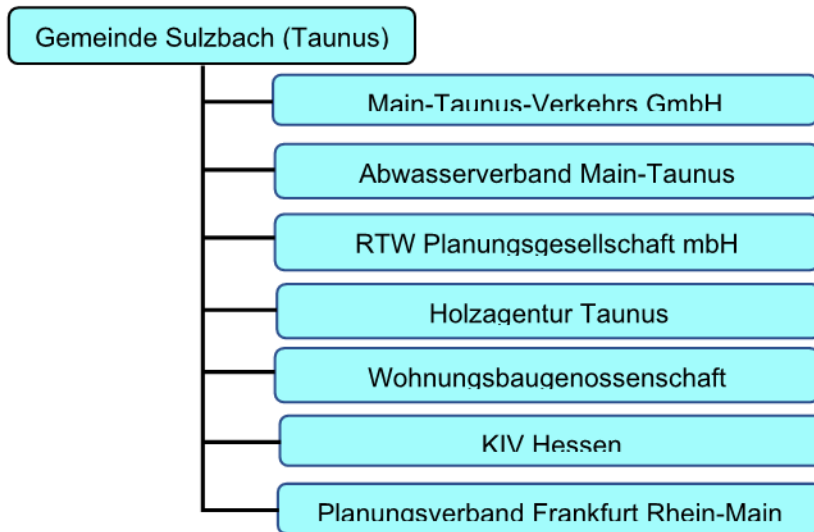 Gemeinde Sulzbach (Taunus)
Main-Taunus-Verkehrs GmbH
Abwasserverband Main-Taunus
RTW Planungsgesellschaft mbH
Holzagentur Taunus
Wohnungsbaugenossenschaft
KIV Hessen
Planungsverband Frankfurt Rhein-Main